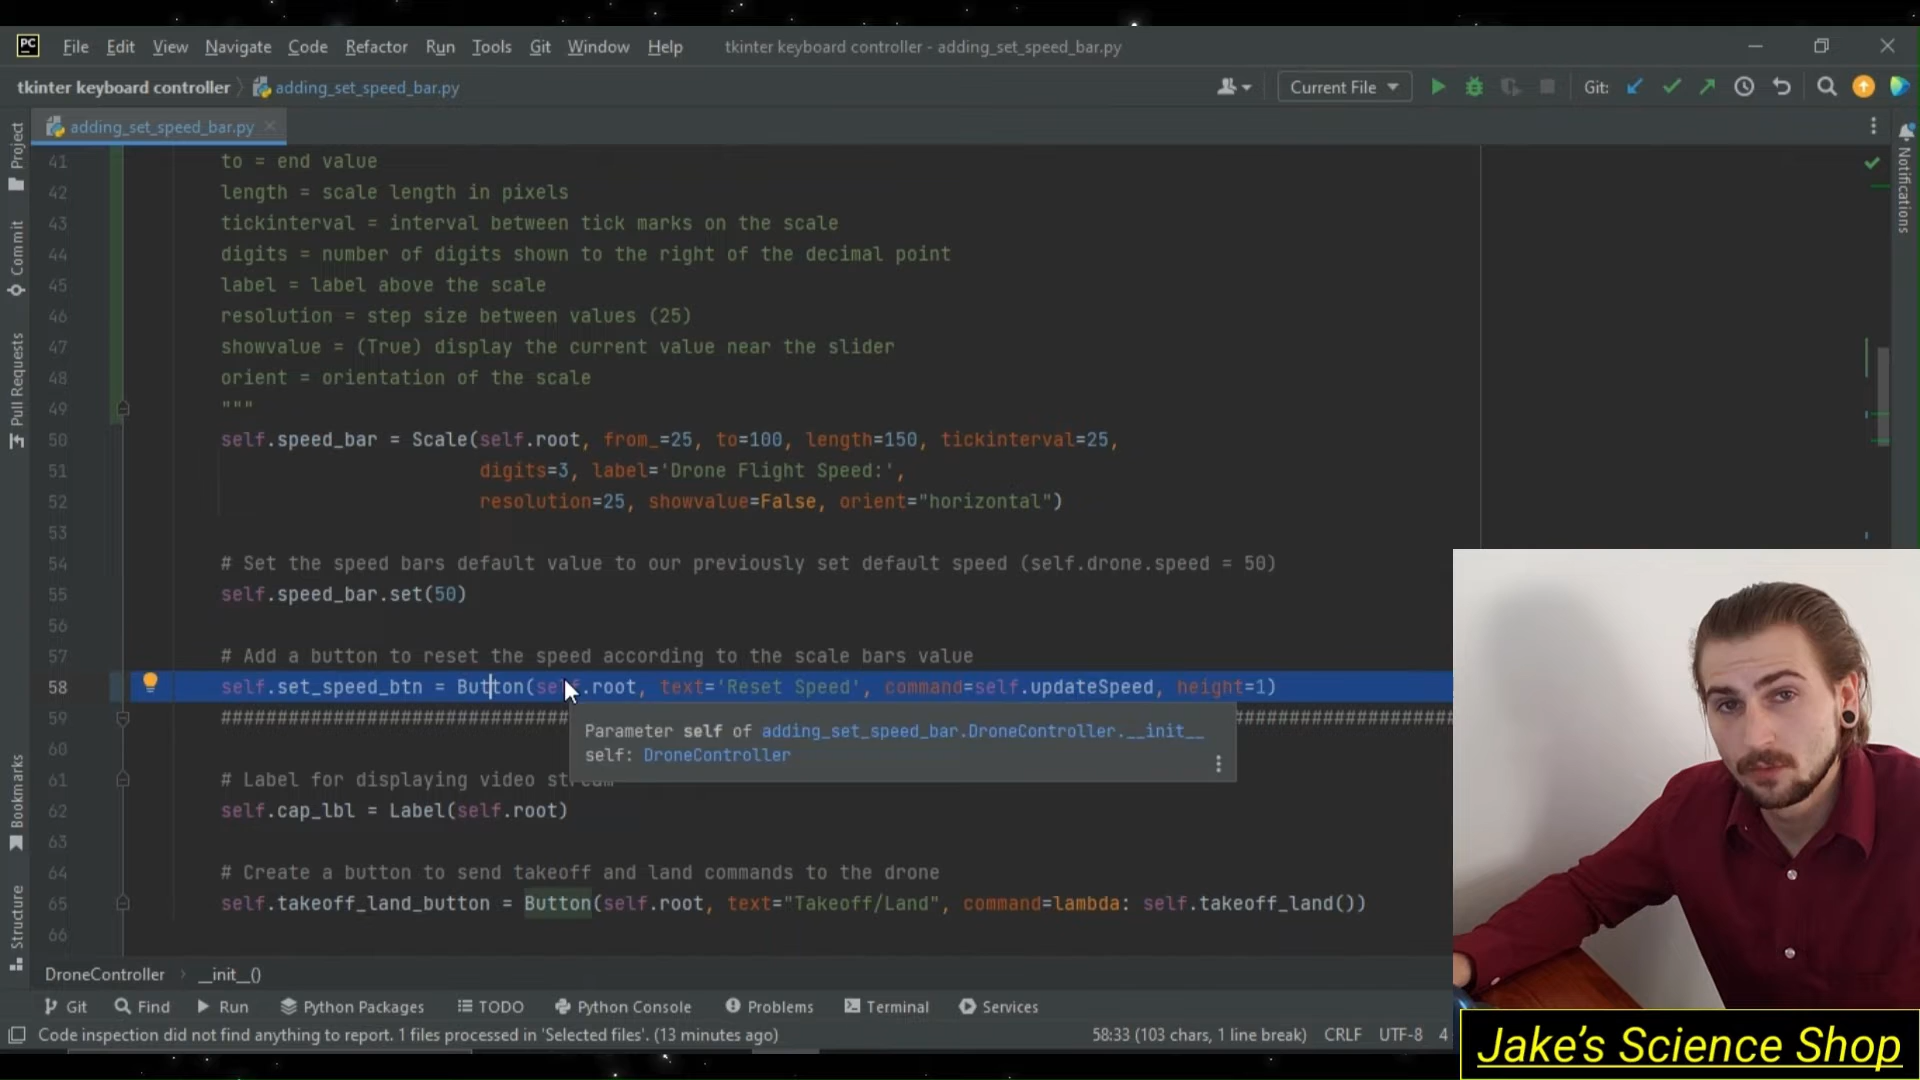 PC File Edit View Navigate Code Refactor Run Tools Git Window Help tkinter keyboard controller - adding_set_speed_bar.py
tkinter keyboard controller adding_set_speed_bar.py Current File Git:
adding_set_speed_bar.py
Project
Commit
Pull Requests
Bookmarks
Structure
Notifications
41 to = end value
42 length = scale length in pixels
43 tickinterval = interval between tick marks on the scale
44 digits = number of digits shown to the right of the decimal point
45 label = label above the scale
46 resolution = step size between values (25)
47 showvalue = (True) display the current value near the slider
48 orient = orientation of the scale
49 """
50 self.speed_bar = Scale(self.root, from_=25, to=100, length=150, tickinterval=25,
51 digits=3, label='Drone Flight Speed:',
52 resolution=25, showvalue=False, orient="horizontal")
53
54 # Set the speed bars default value to our previously set default speed (self.drone.speed = 50)
55 self.speed_bar.set(50)
56
57 # Add a button to reset the speed according to the scale bars value
58 self.set_speed_btn = Button(self.root, text='Reset Speed', command=self.updateSpeed, height=1)
59 ##############################
Parameter self of adding_set_speed_bar.DroneController.__init__
self: DroneController
60
61 # Label for displaying video stream
62 self.cap_lbl = Label(self.root)
63
64 # Create a button to send takeoff and land commands to the drone
65 self.takeoff_land_button = Button(self.root, text="Takeoff/Land", command=lambda: self.takeoff_land())
66
DroneController __init__()
Git Find Run Python Packages TODO Python Console Problems Terminal Services
Code inspection did not find anything to report. 1 files processed in 'Selected files'. (13 minutes ago) 58:33 (103 chars, 1 line break) CRLF UTF-8 4
Jake's Science Shop